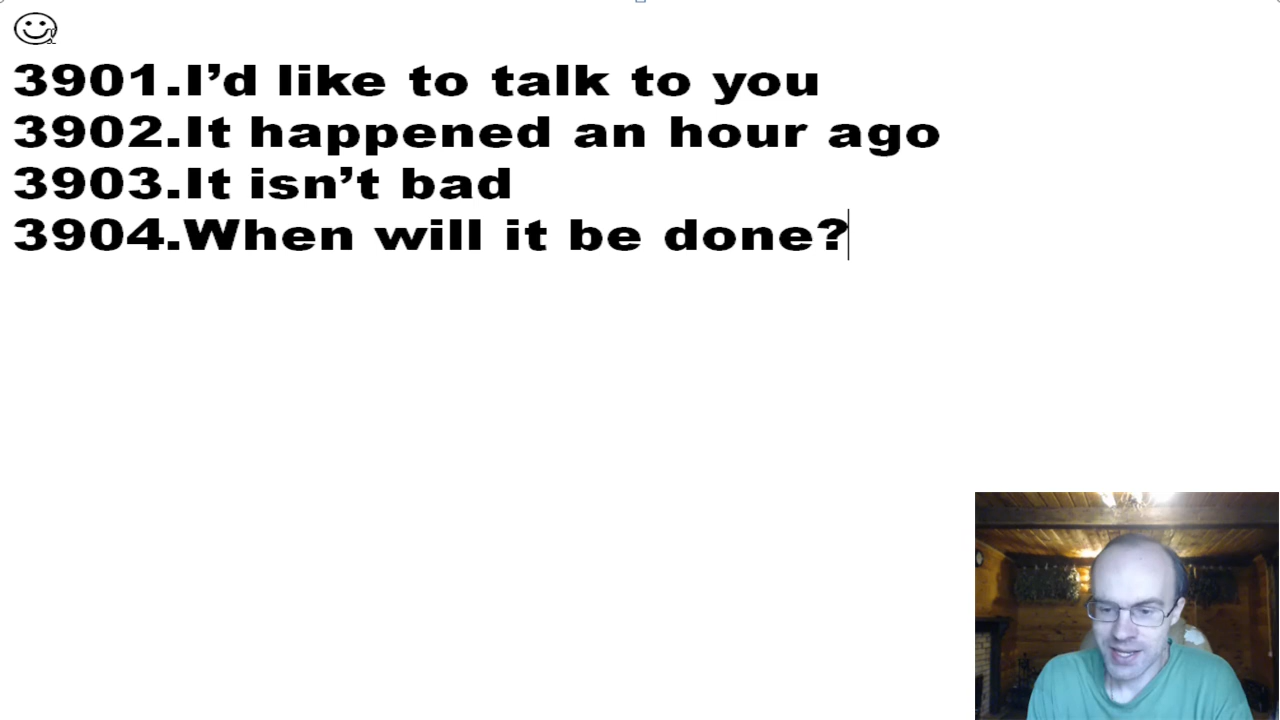 3901.I’d like to talk to you
3902.It happened an hour ago
3903.It isn’t bad
3904.When will it be done?